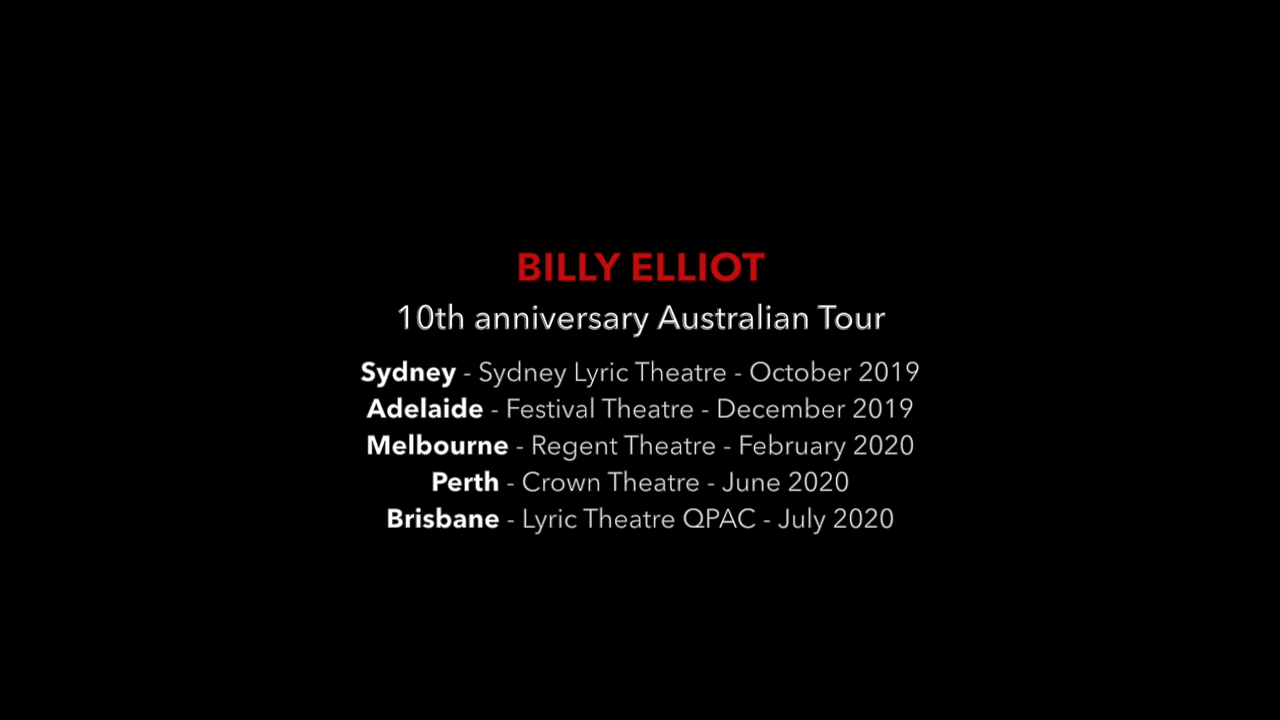 BILLY ELLIOT
10th anniversary Australian Tour
Sydney - Sydney Lyric Theatre - October 2019
Adelaide - Festival Theatre - December 2019
Melbourne - Regent Theatre - February 2020
Perth - Crown Theatre - June 2020
Brisbane - Lyric Theatre QPAC - July 2020